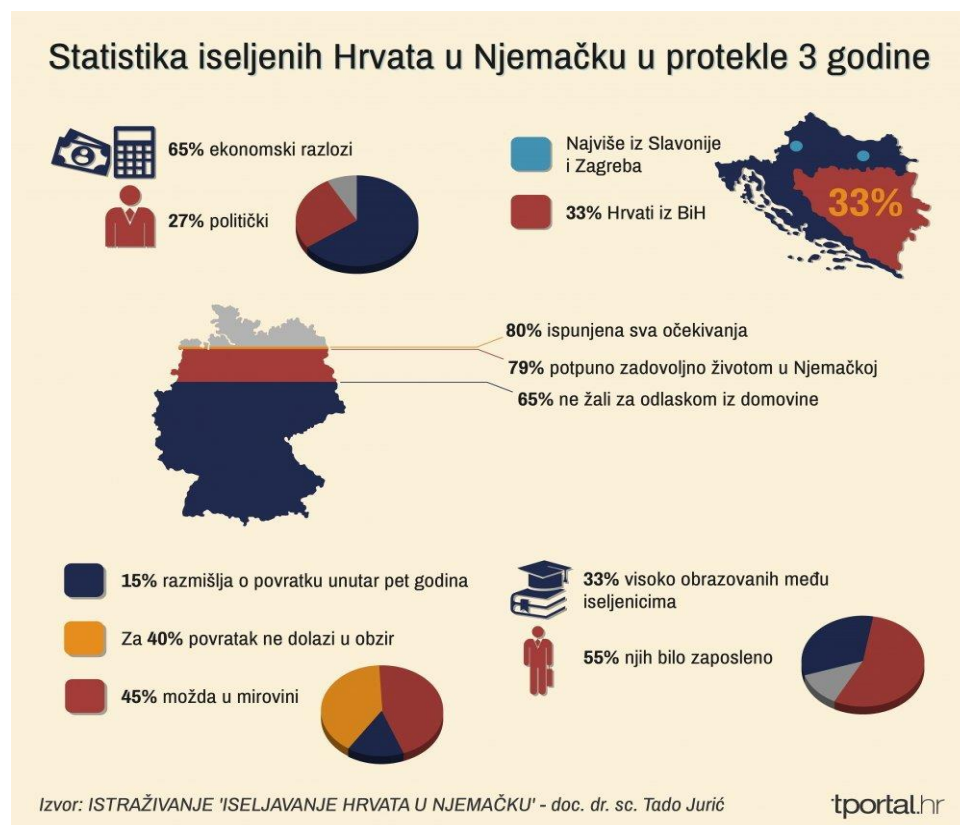 Statistika iseljenih Hrvata u Njemačku u protekle 3 godine
65% ekonomski razlozi
27% politički
Najviše iz Slavonije
i Zagreba
33% Hrvati iz BiH
33%
80% ispunjena sva očekivanja
79% potpuno zadovoljno životom u Njemačkoj
65% ne žali za odlaskom iz domovine
15% razmišlja o povratku unutar pet godina
Za 40% povratak ne dolazi u obzir
45% možda u mirovini
33% visoko obrazovanih među
iseljenicima
55% njih bilo zaposleno
Izvor: ISTRAŽIVANJE 'ISELJAVANJE HRVATA U NJEMAČKU' - doc. dr. sc. Tado Jurić
tportal.hr